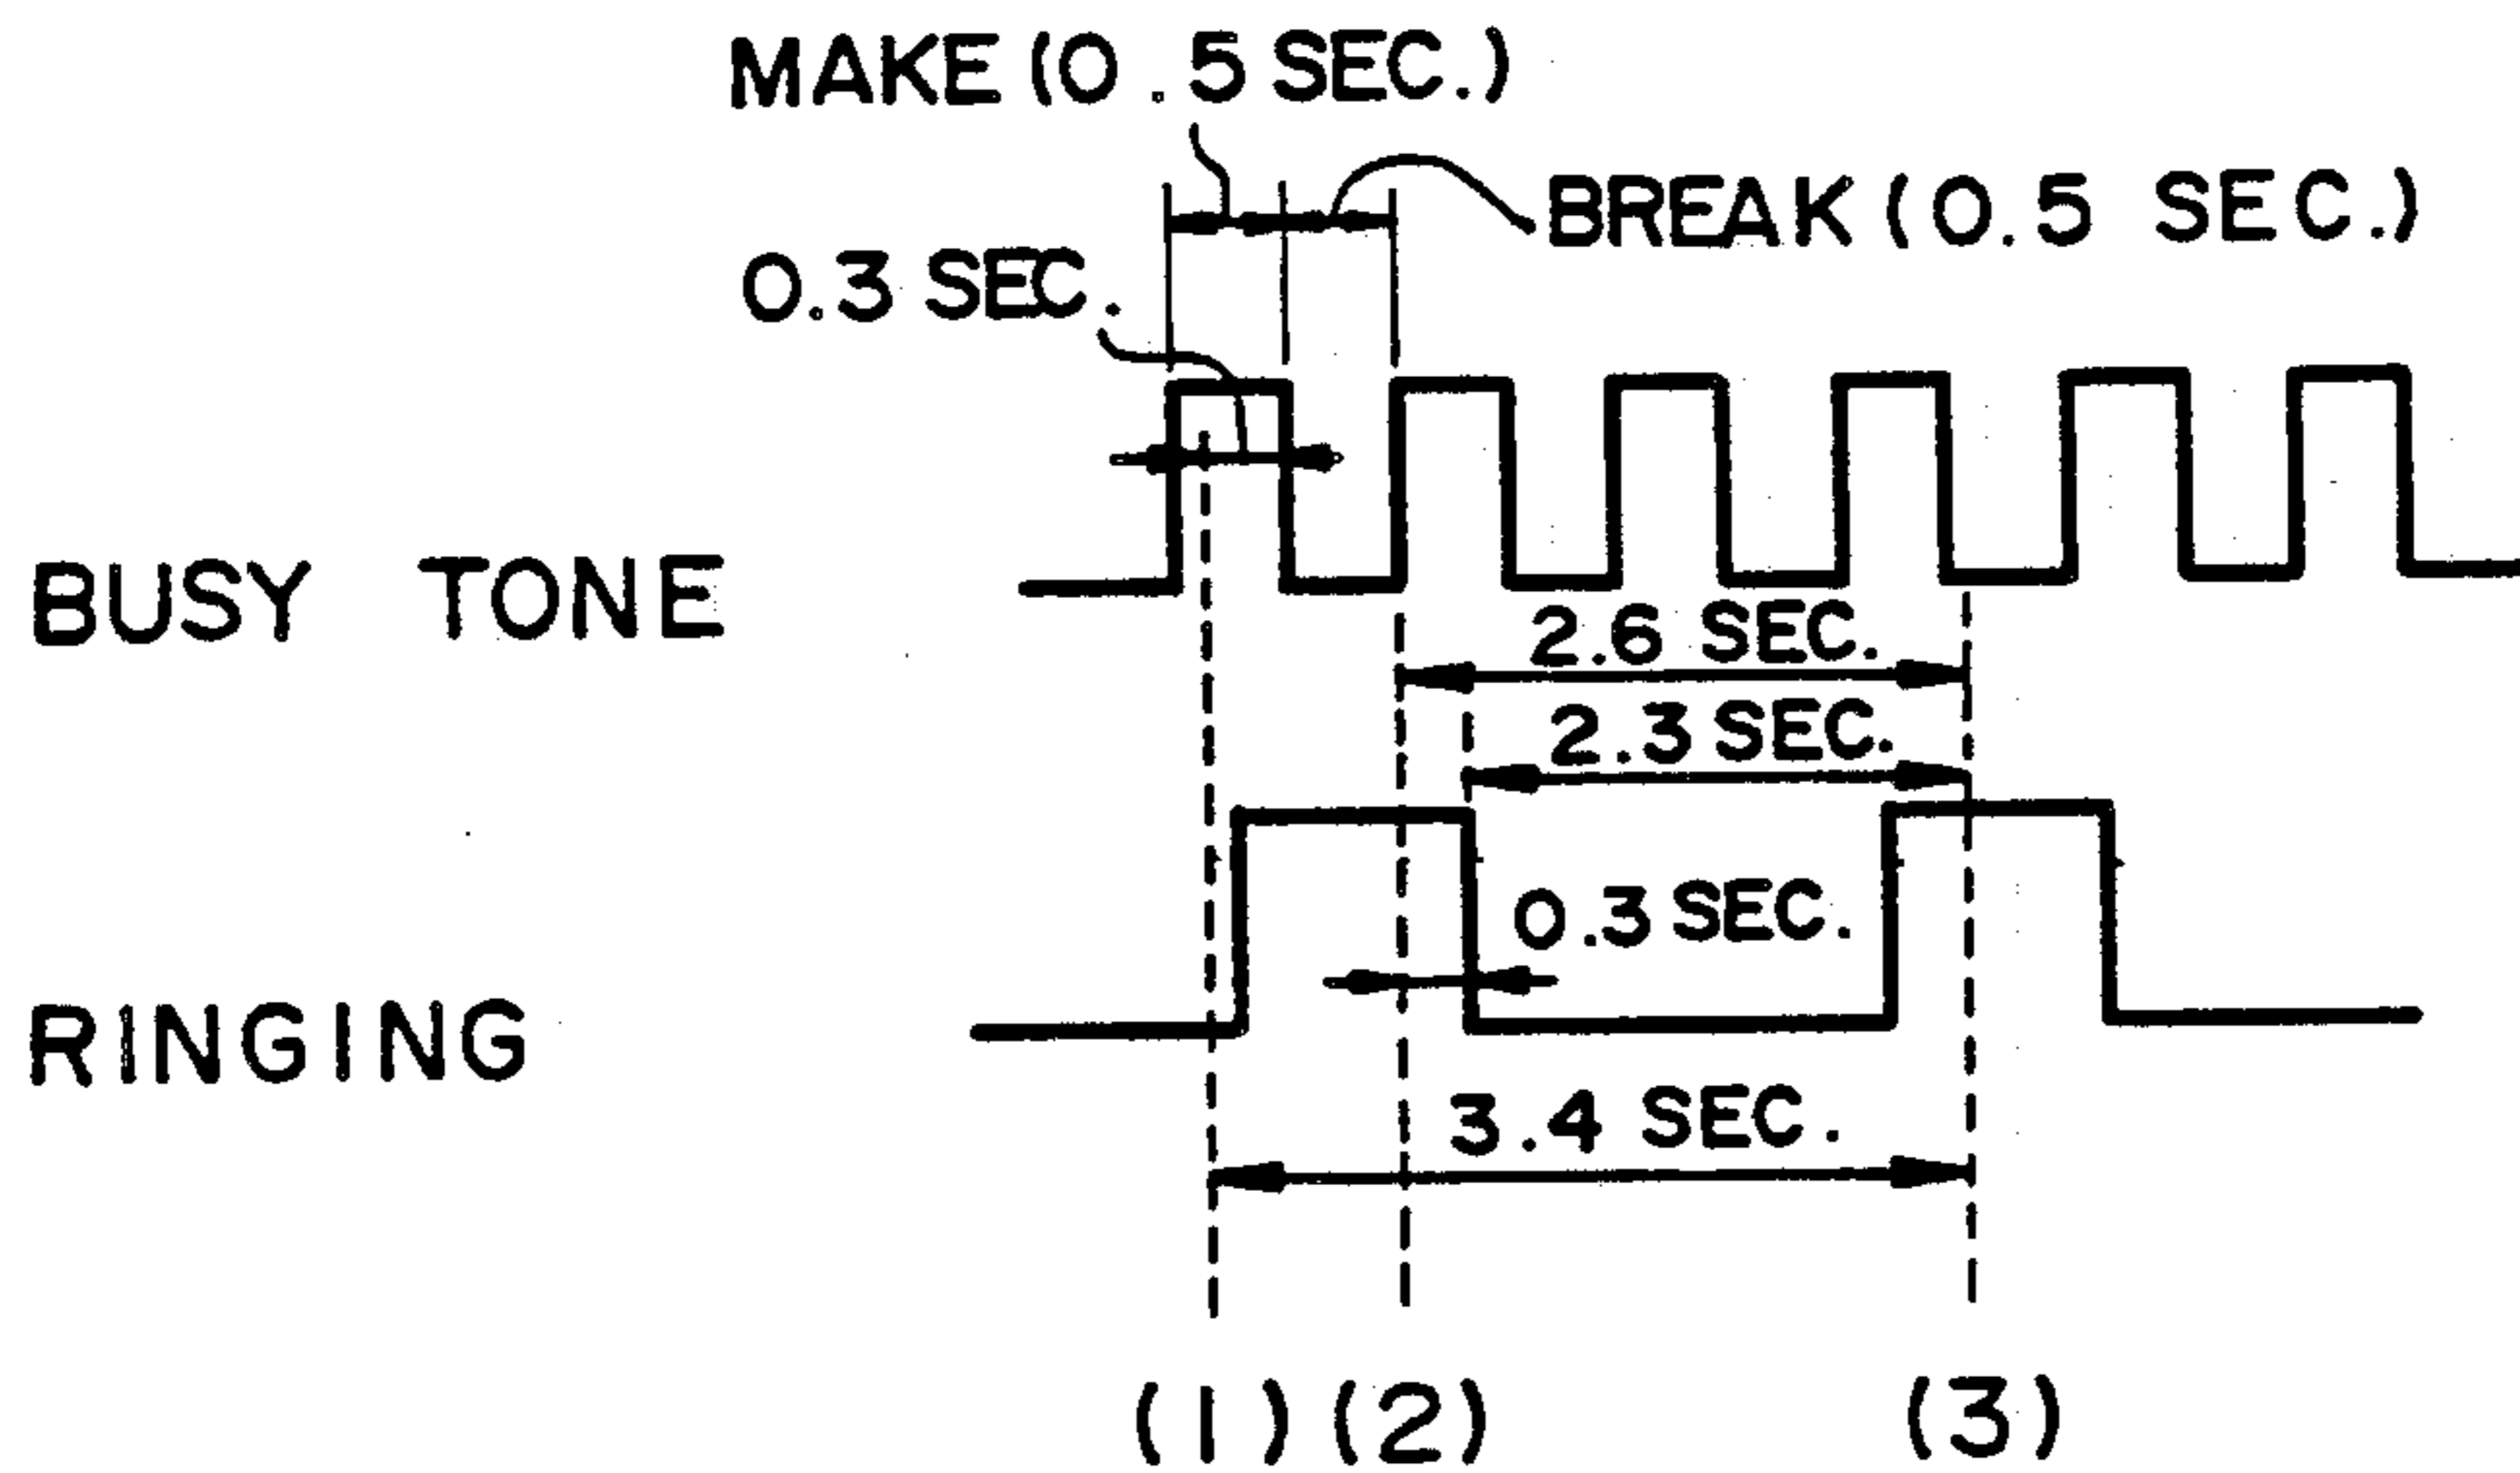 MAKE (0.5 SEC.)
BREAK (0.5 SEC.)
0.3 SEC.
BUSY TONE
2.6 SEC.
2.3 SEC.
0.3 SEC.
RINGING
3.4 SEC.
(1) (2) (3)